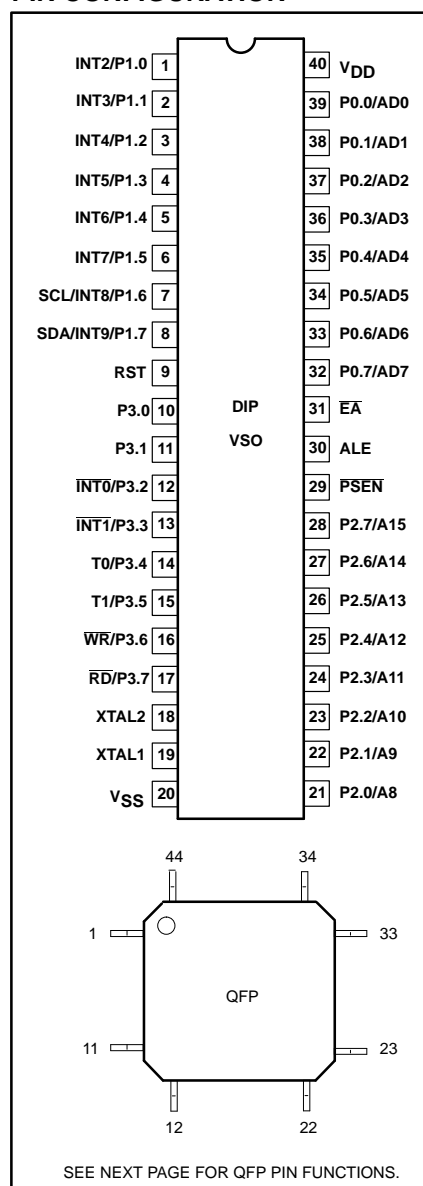 INT2/P1.0 1 40 VDD
INT3/P1.1 2 39 P0.0/AD0
INT4/P1.2 3 38 P0.1/AD1
INT5/P1.3 4 37 P0.2/AD2
INT6/P1.4 5 36 P0.3/AD3
INT7/P1.5 6 35 P0.4/AD4
SCL/INT8/P1.6 7 34 P0.5/AD5
SDA/INT9/P1.7 8 33 P0.6/AD6
RST 9 32 P0.7/AD7
P3.0 10 DIP 31 EA
P3.1 11 VSO 30 ALE
INT0/P3.2 12 29 PSEN
INT1/P3.3 13 28 P2.7/A15
T0/P3.4 14 27 P2.6/A14
T1/P3.5 15 26 P2.5/A13
WR/P3.6 16 25 P2.4/A12
RD/P3.7 17 24 P2.3/A11
XTAL2 18 23 P2.2/A10
XTAL1 19 22 P2.1/A9
VSS 20 21 P2.0/A8
44 34
1 33
QFP
11 23
12 22
SEE NEXT PAGE FOR QFP PIN FUNCTIONS.